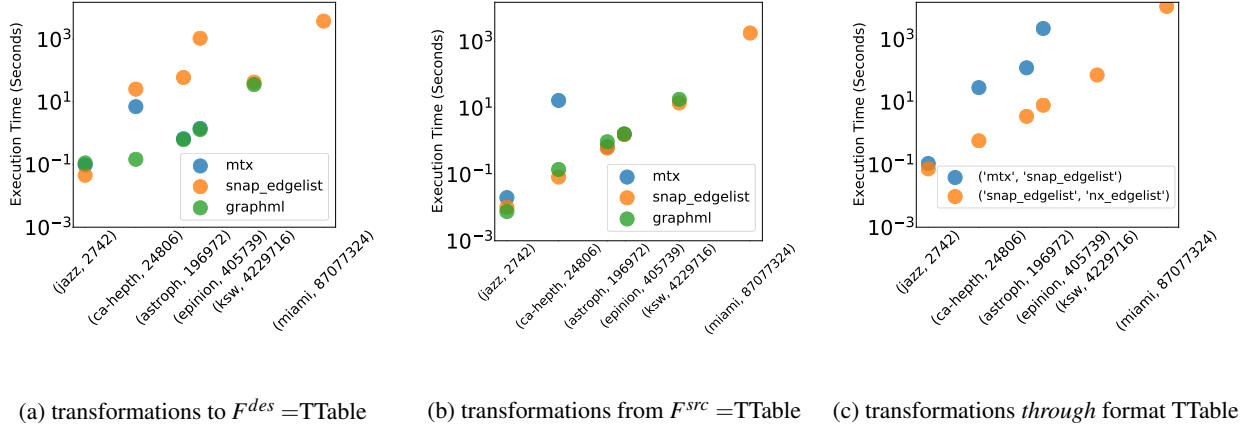 Execution Time (Seconds)
10^3
10^1
10^-1
10^-3
mtx
snap_edgelist
graphml
(jazz, 2742)
(ca-hepth, 24806)
(astroph, 196972)
(epinion, 405739)
(ksw, 4229716)
(miami, 87077324)
Execution Time (Seconds)
10^3
10^1
10^-1
10^-3
mtx
snap_edgelist
graphml
(jazz, 2742)
(ca-hepth, 24806)
(astroph, 196972)
(epinion, 405739)
(ksw, 4229716)
(miami, 87077324)
Execution Time (Seconds)
10^3
10^1
10^-1
10^-3
('mtx', 'snap_edgelist')
('snap_edgelist', 'nx_edgelist')
(jazz, 2742)
(ca-hepth, 24806)
(astroph, 196972)
(epinion, 405739)
(ksw, 4229716)
(miami, 87077324)
(a) transformations to F^des =TTable
(b) transformations from F^src =TTable
(c) transformations through format TTable